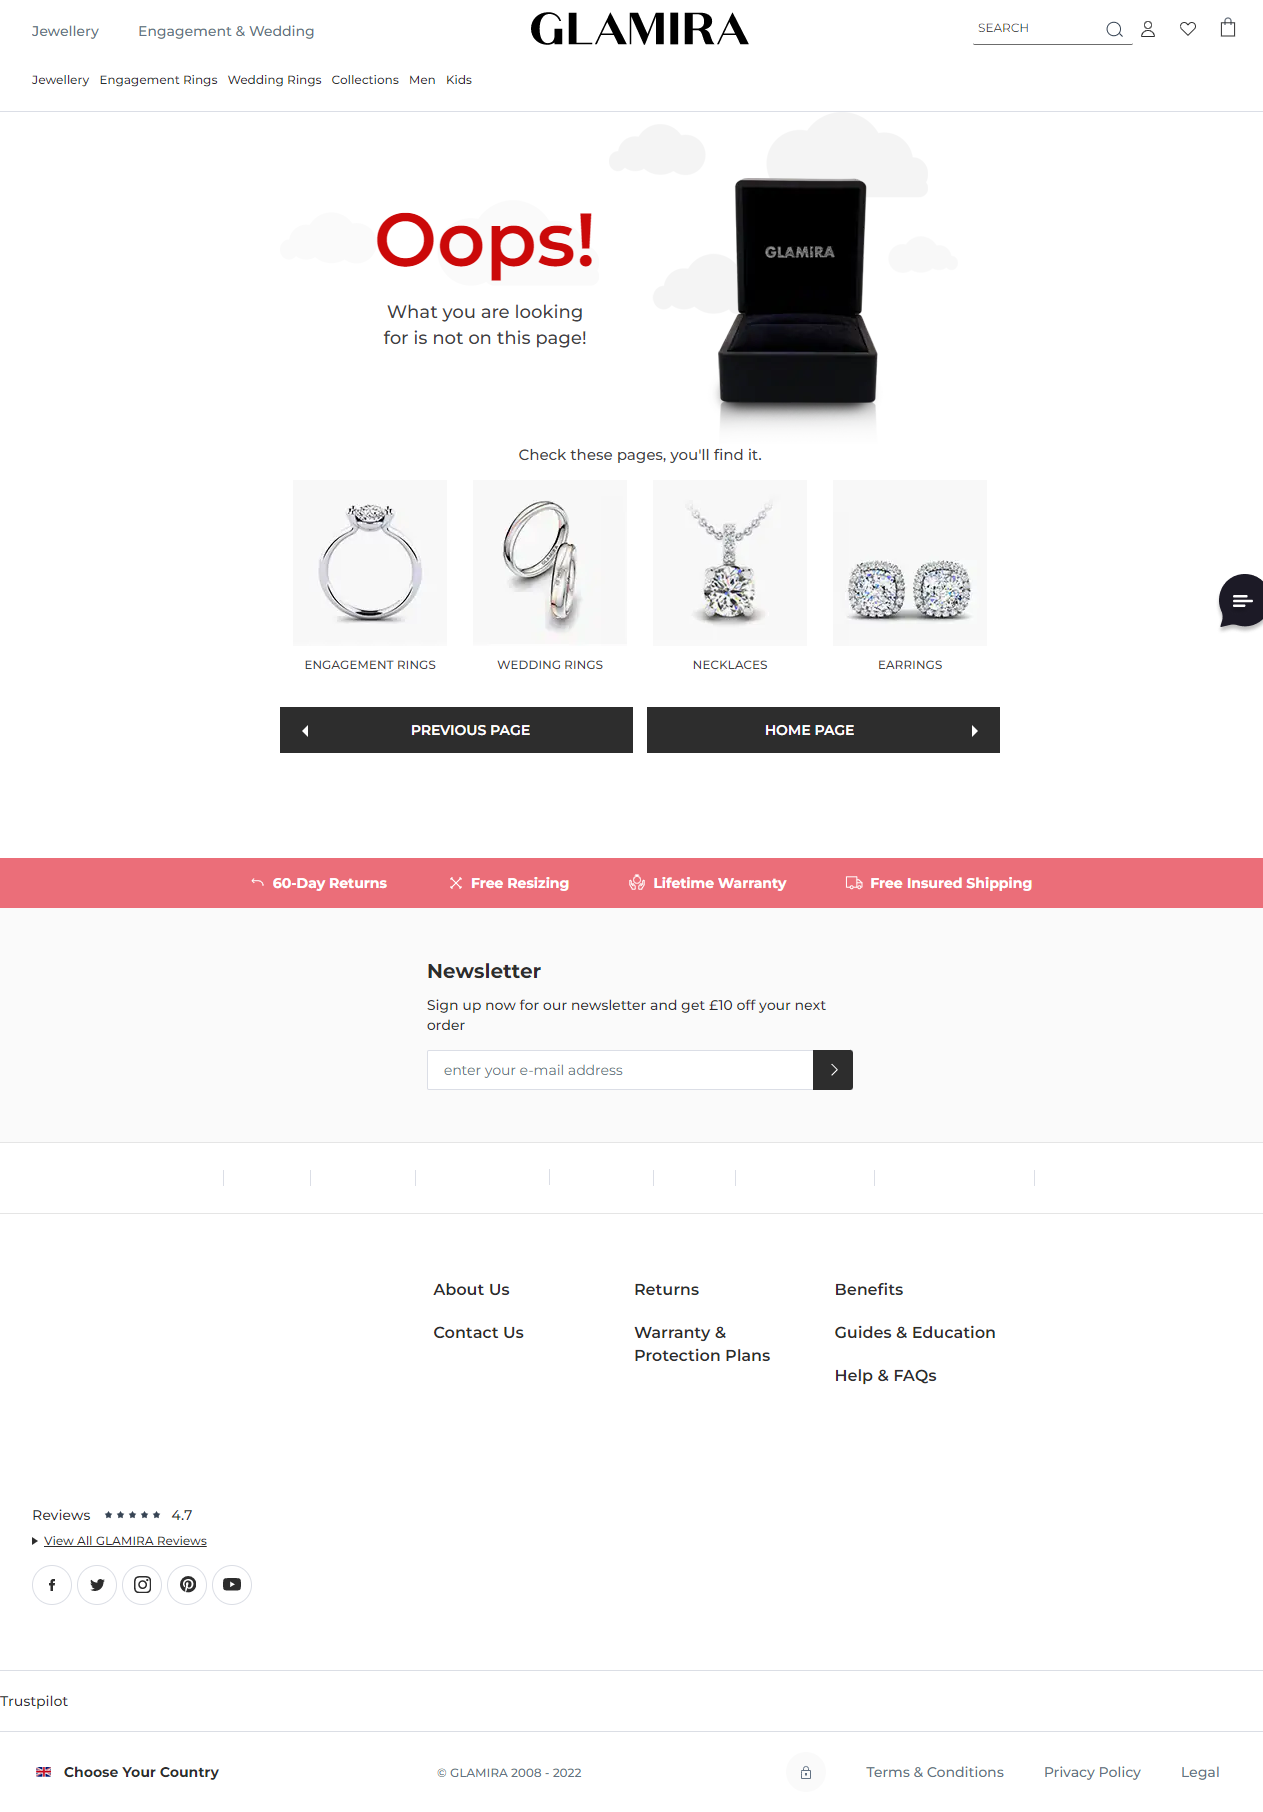 Jewellery
Engagement & Wedding
GLAMIRA
SEARCH
Jewellery Engagement Rings Wedding Rings Collections Men Kids
Oops!
What you are looking
for is not on this page!
GLAMIRA
Check these pages, you'll find it.
ENGAGEMENT RINGS
WEDDING RINGS
NECKLACES
EARRINGS
PREVIOUS PAGE
HOME PAGE
60-Day Returns
Free Resizing
Lifetime Warranty
Free Insured Shipping
Newsletter
Sign up now for our newsletter and get £10 off your next
order
enter your e-mail address
About Us
Contact Us
Returns
Warranty &
Protection Plans
Benefits
Guides & Education
Help & FAQs
Reviews 4.7
View All GLAMIRA Reviews
Trustpilot
Choose Your Country
© GLAMIRA 2008 - 2022
Terms & Conditions
Privacy Policy
Legal